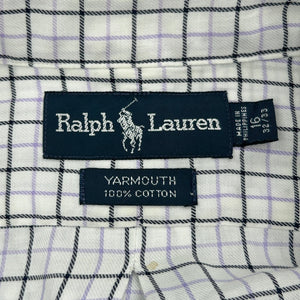 Ralph Lauren
YARMOUTH
100% COTTON
MADE IN
PHILIPPINES
16
32/33